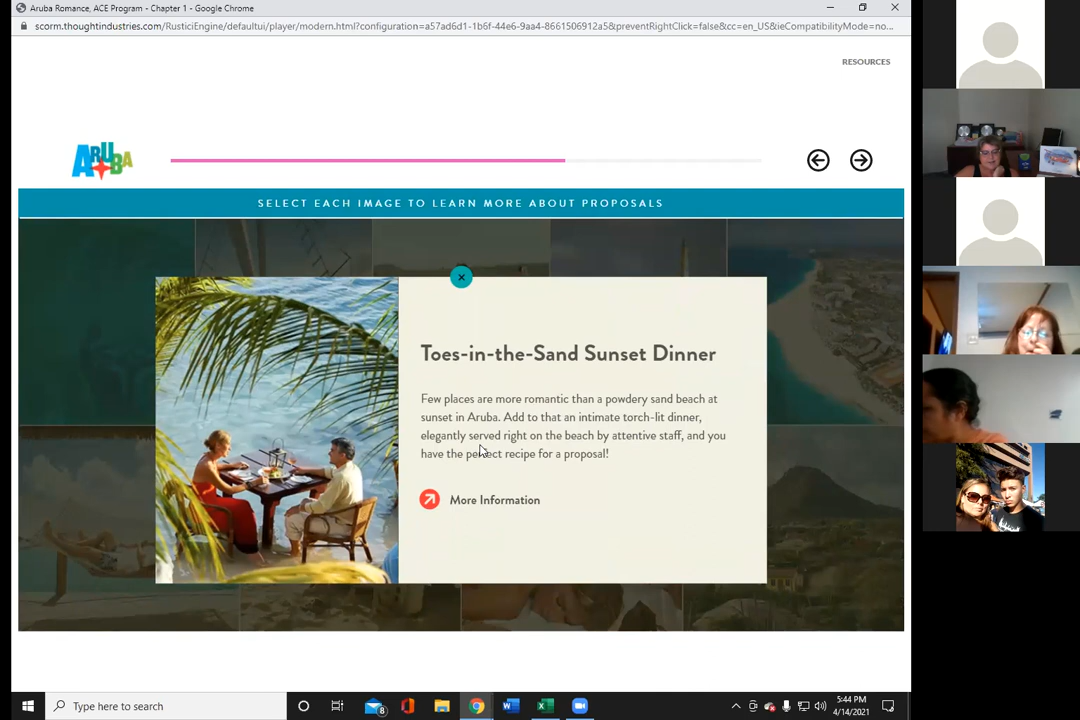 Aruba Romance, ACE Program - Chapter 1 - Google Chrome
scorm.thoughtindustries.com/RusticiEngine/defaultui/player/modern.html?configuration=a57ad6d1-1b6f-44e6-9aa4-8661506912a5&preventRightClick=false&cc=en_US&ieCompatibilityMode=no...
RESOURCES
ARUBA
SELECT EACH IMAGE TO LEARN MORE ABOUT PROPOSALS
Toes-in-the-Sand Sunset Dinner
Few places are more romantic than a powdery sand beach at
sunset in Aruba. Add to that an intimate torch-lit dinner,
elegantly served right on the beach by attentive staff, and you
have the perfect recipe for a proposal!
More Information
Type here to search
8
5:44 PM
4/14/2021